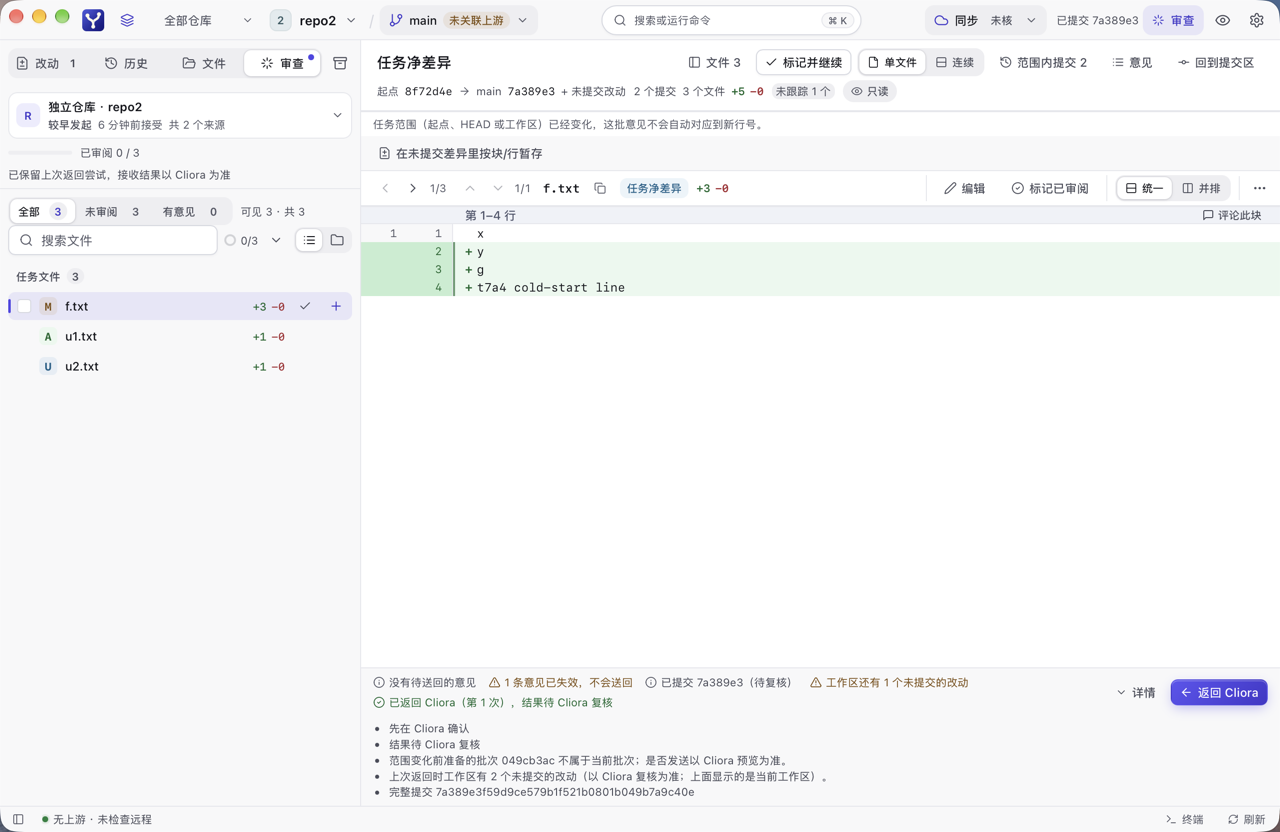 全部仓库 2 repo2 / main 未关联上游 搜索或运行命令 ⌘ K 同步 未核 已提交 7a389e3 审查
改动 1 历史 文件 审查
独立仓库 · repo2
R
较早发起 6 分钟前接受 共 2 个来源
已审阅 0 / 3
已保留上次返回尝试，接收结果以 Cliora 为准
全部 3 未审阅 3 有意见 0 可见 3 · 共 3
搜索文件 0/3
任务文件 3
M f.txt +3 −0
A u1.txt +1 −0
U u2.txt +1 −0
任务净差异 文件 3 标记并继续 单文件 连续 范围内提交 2 意见 回到提交区
起点 8f72d4e → main 7a389e3 + 未提交改动 2 个提交 3 个文件 +5 −0 未跟踪 1 个 只读
任务范围（起点、HEAD 或工作区）已经变化，这批意见不会自动对应到新行号。
在未提交差异里按块/行暂存
1/3 1/1 f.txt 任务净差异 +3 −0 编辑 标记已审阅 统一 并排
第 1–4 行 评论此块
1 1 x
2 + y
3 + g
4 + t7a4 cold-start line
没有待送回的意见 1 条意见已失效，不会送回 已提交 7a389e3（待复核） 工作区还有 1 个未提交的改动
已返回 Cliora（第 1 次），结果待 Cliora 复核
详情 返回 Cliora
• 先在 Cliora 确认
• 结果待 Cliora 复核
• 范围变化前准备的批次 049cb3ac 不属于当前批次；是否发送以 Cliora 预览为准。
• 上次返回时工作区有 2 个未提交的改动（以 Cliora 复核为准；上面显示的是当前工作区）。
• 完整提交 7a389e3f59d9ce579b1f521b0801b049b7a9c40e
无上游 · 未检查远程 终端 刷新